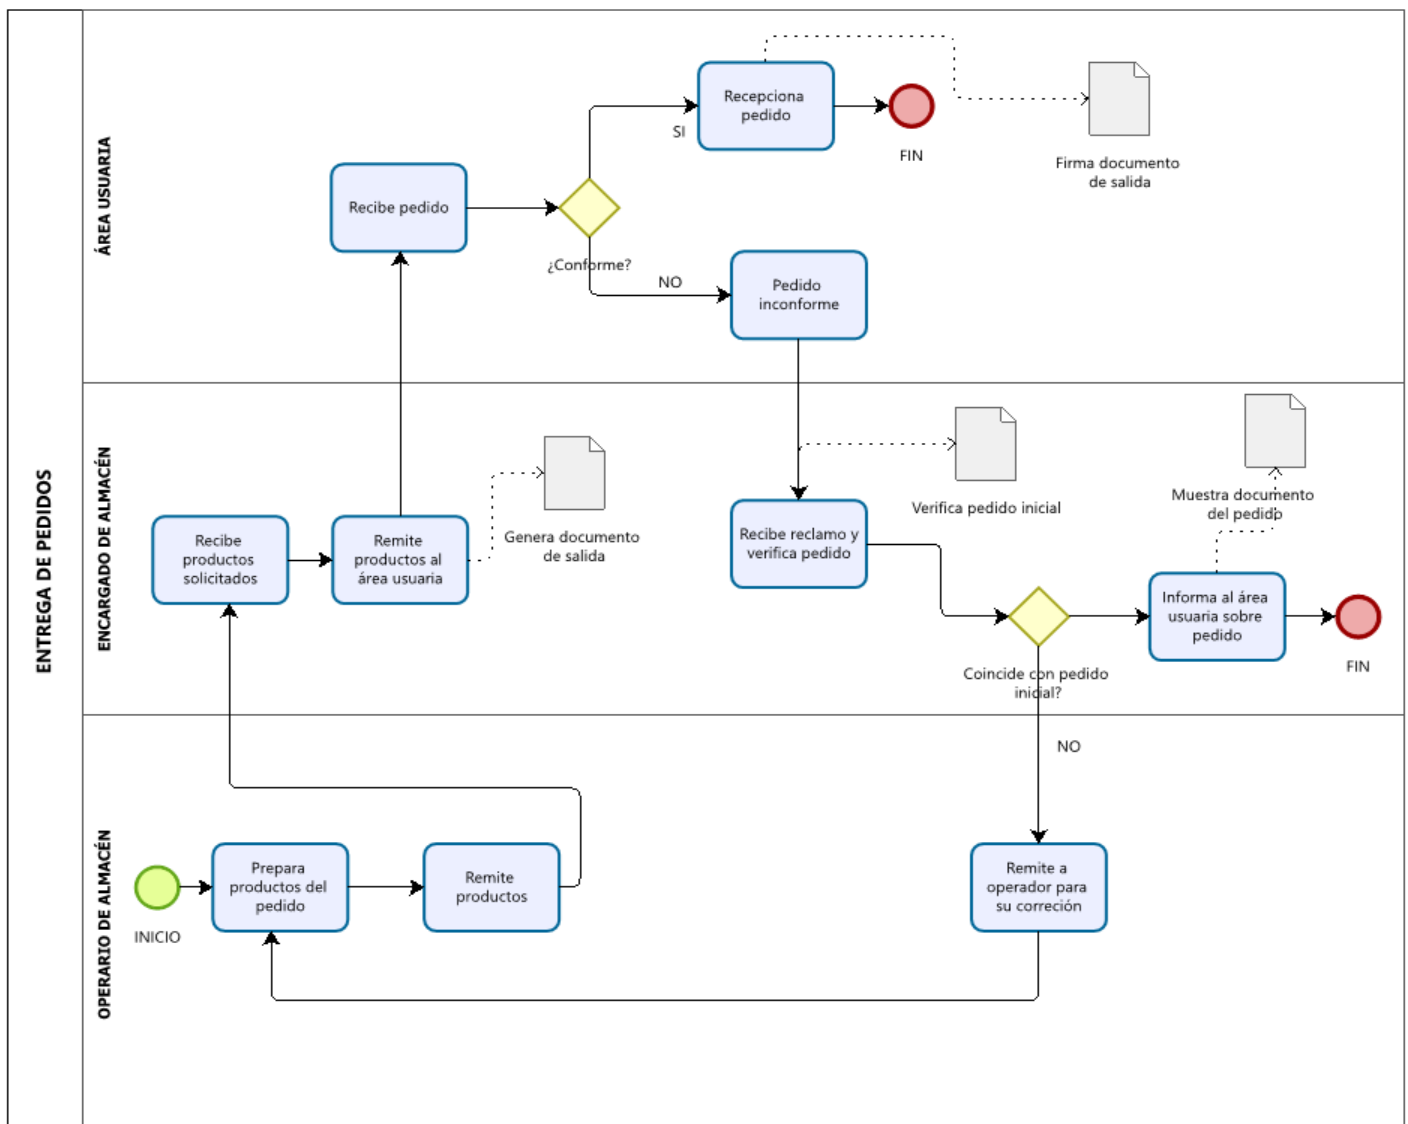 ENTREGA DE PEDIDOS
ÁREA USUARIA
Recepciona
pedido
SI
FIN
Firma documento
de salida
Recibe pedido
¿Conforme?
NO
Pedido
inconforme
ENCARGADO DE ALMACÉN
Recibe
productos
solicitados
Remite
productos al
área usuaria
Genera documento
de salida
Verifica pedido inicial
Recibe reclamo y
verifica pedido
Muestra documento
del pedido
Coincide con pedido
inicial?
Informa al área
usuaria sobre
pedido
FIN
OPERARIO DE ALMACÉN
NO
INICIO
Prepara
productos del
pedido
Remite
productos
Remite a
operador para
su correción